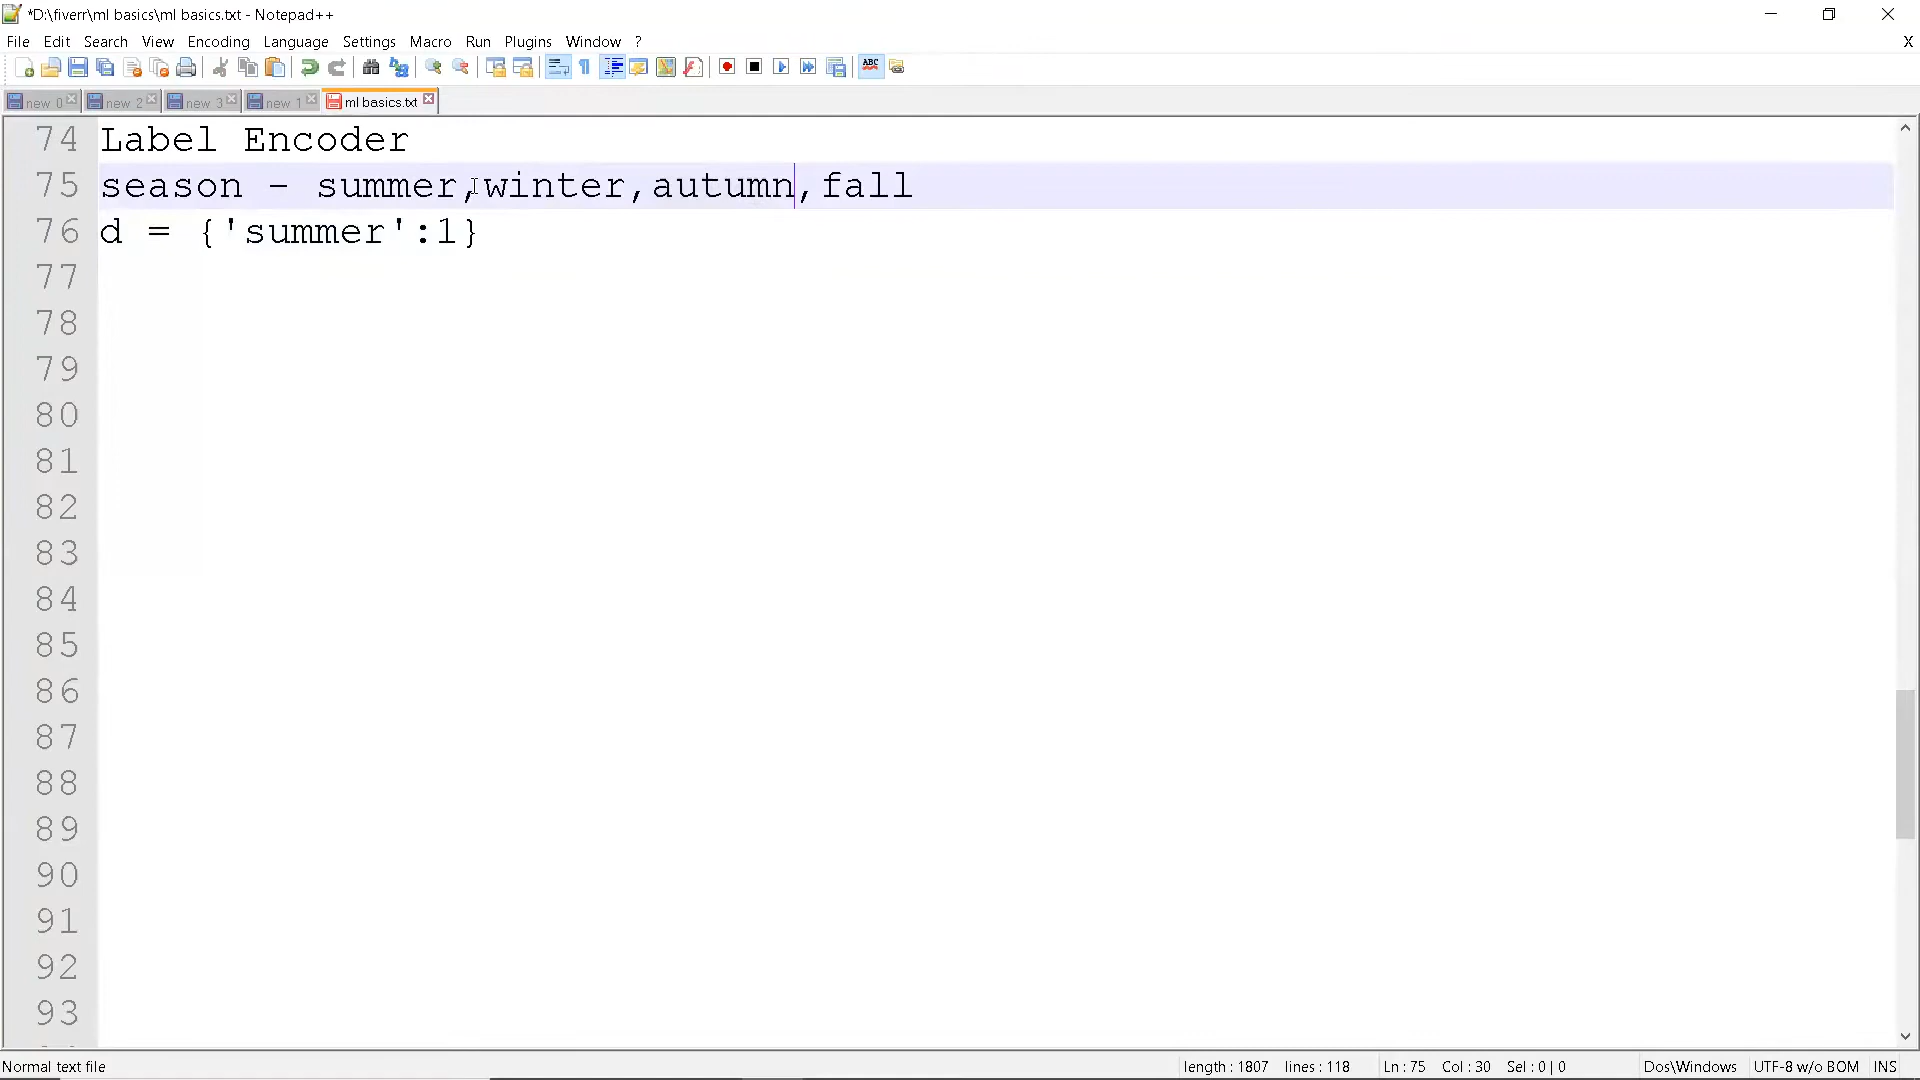 *D:\fiverr\ml basics\ml basics.txt - Notepad++
File Edit Search View Encoding Language Settings Macro Run Plugins Window ? X
ABC
new 0 new 2 new 3 new 1 ml basics.txt
74 Label Encoder
75 season - summer,winter,autumn,fall
76 d = {'summer':1}
77
78
79
80
81
82
83
84
85
86
87
88
89
90
91
92
93
Normal text file length : 1807 lines : 118 Ln : 75 Col : 30 Sel : 0 | 0 Dos\Windows UTF-8 w/o BOM INS